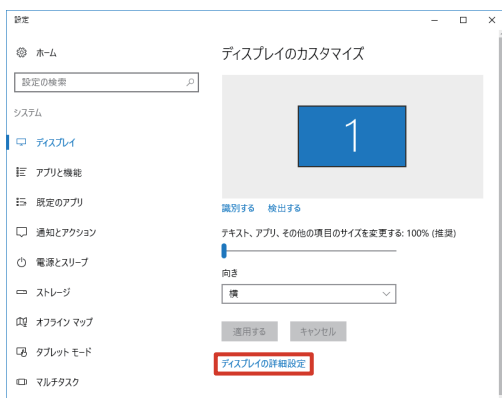 設定
ホーム
設定の検索
システム
ディスプレイ
アプリと機能
既定のアプリ
通知とアクション
電源とスリープ
ストレージ
オフライン マップ
タブレット モード
マルチタスク
ディスプレイのカスタマイズ
1
識別する 検出する
テキスト、アプリ、その他の項目のサイズを変更する: 100% (推奨)
向き
横
適用する キャンセル
ディスプレイの詳細設定